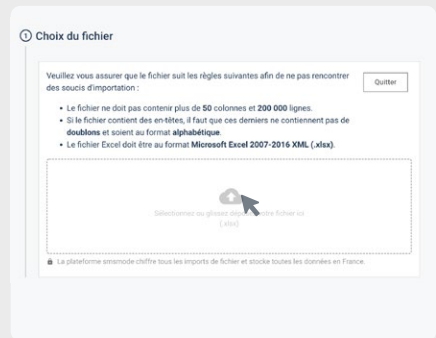 1 Choix du fichier
Veuillez vous assurer que le fichier suit les règles suivantes afin de ne pas rencontrer
des soucis d'importation :
Quitter
• Le fichier ne doit pas contenir plus de 50 colonnes et 200 000 lignes.
• Si le fichier contient des en-têtes, il faut que ces derniers ne contiennent pas de
doublons et soient au format alphabétique.
• Le fichier Excel doit être au format Microsoft Excel 2007-2016 XML (.xlsx).
Sélectionnez ou glissez déposez votre fichier ici
(.xlsx)
La plateforme smsmode chiffre tous les imports de fichier et stocke toutes les données en France.